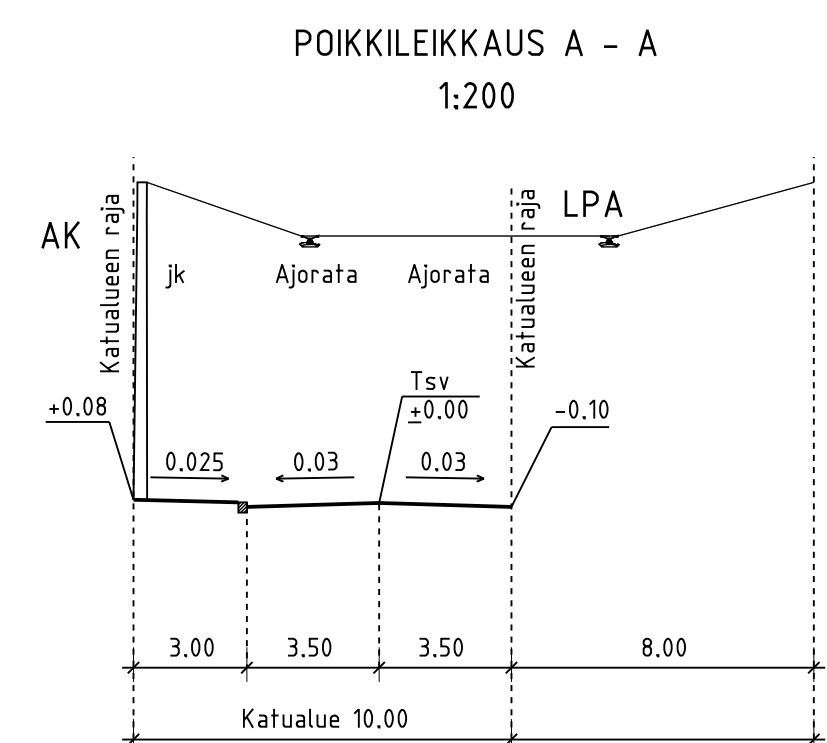 POIKKILEIKKAUS A - A
1:200
AK
Katualueen raja
LPA
Katualueen raja
jk
Ajorata
Ajorata
Tsv
±0.00
+0.08
-0.10
0.025
0.03
0.03
3.00
3.50
3.50
8.00
Katualue 10.00